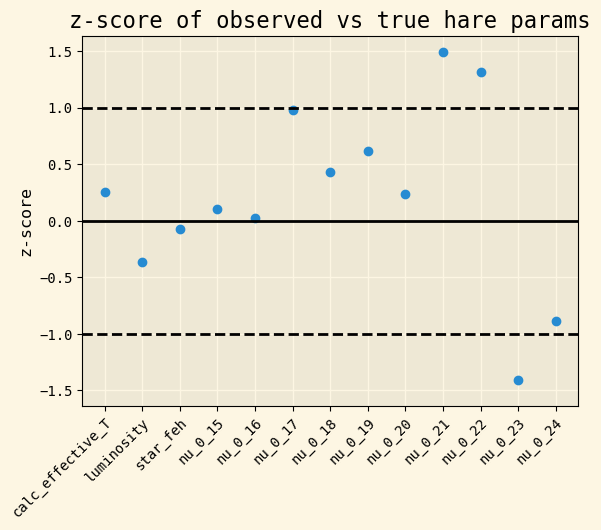 z-score of observed vs true hare params
z-score
1.5
1.0
0.5
0.0
−0.5
−1.0
−1.5
calc_effective_T
luminosity
star_feh
nu_0_15
nu_0_16
nu_0_17
nu_0_18
nu_0_19
nu_0_20
nu_0_21
nu_0_22
nu_0_23
nu_0_24